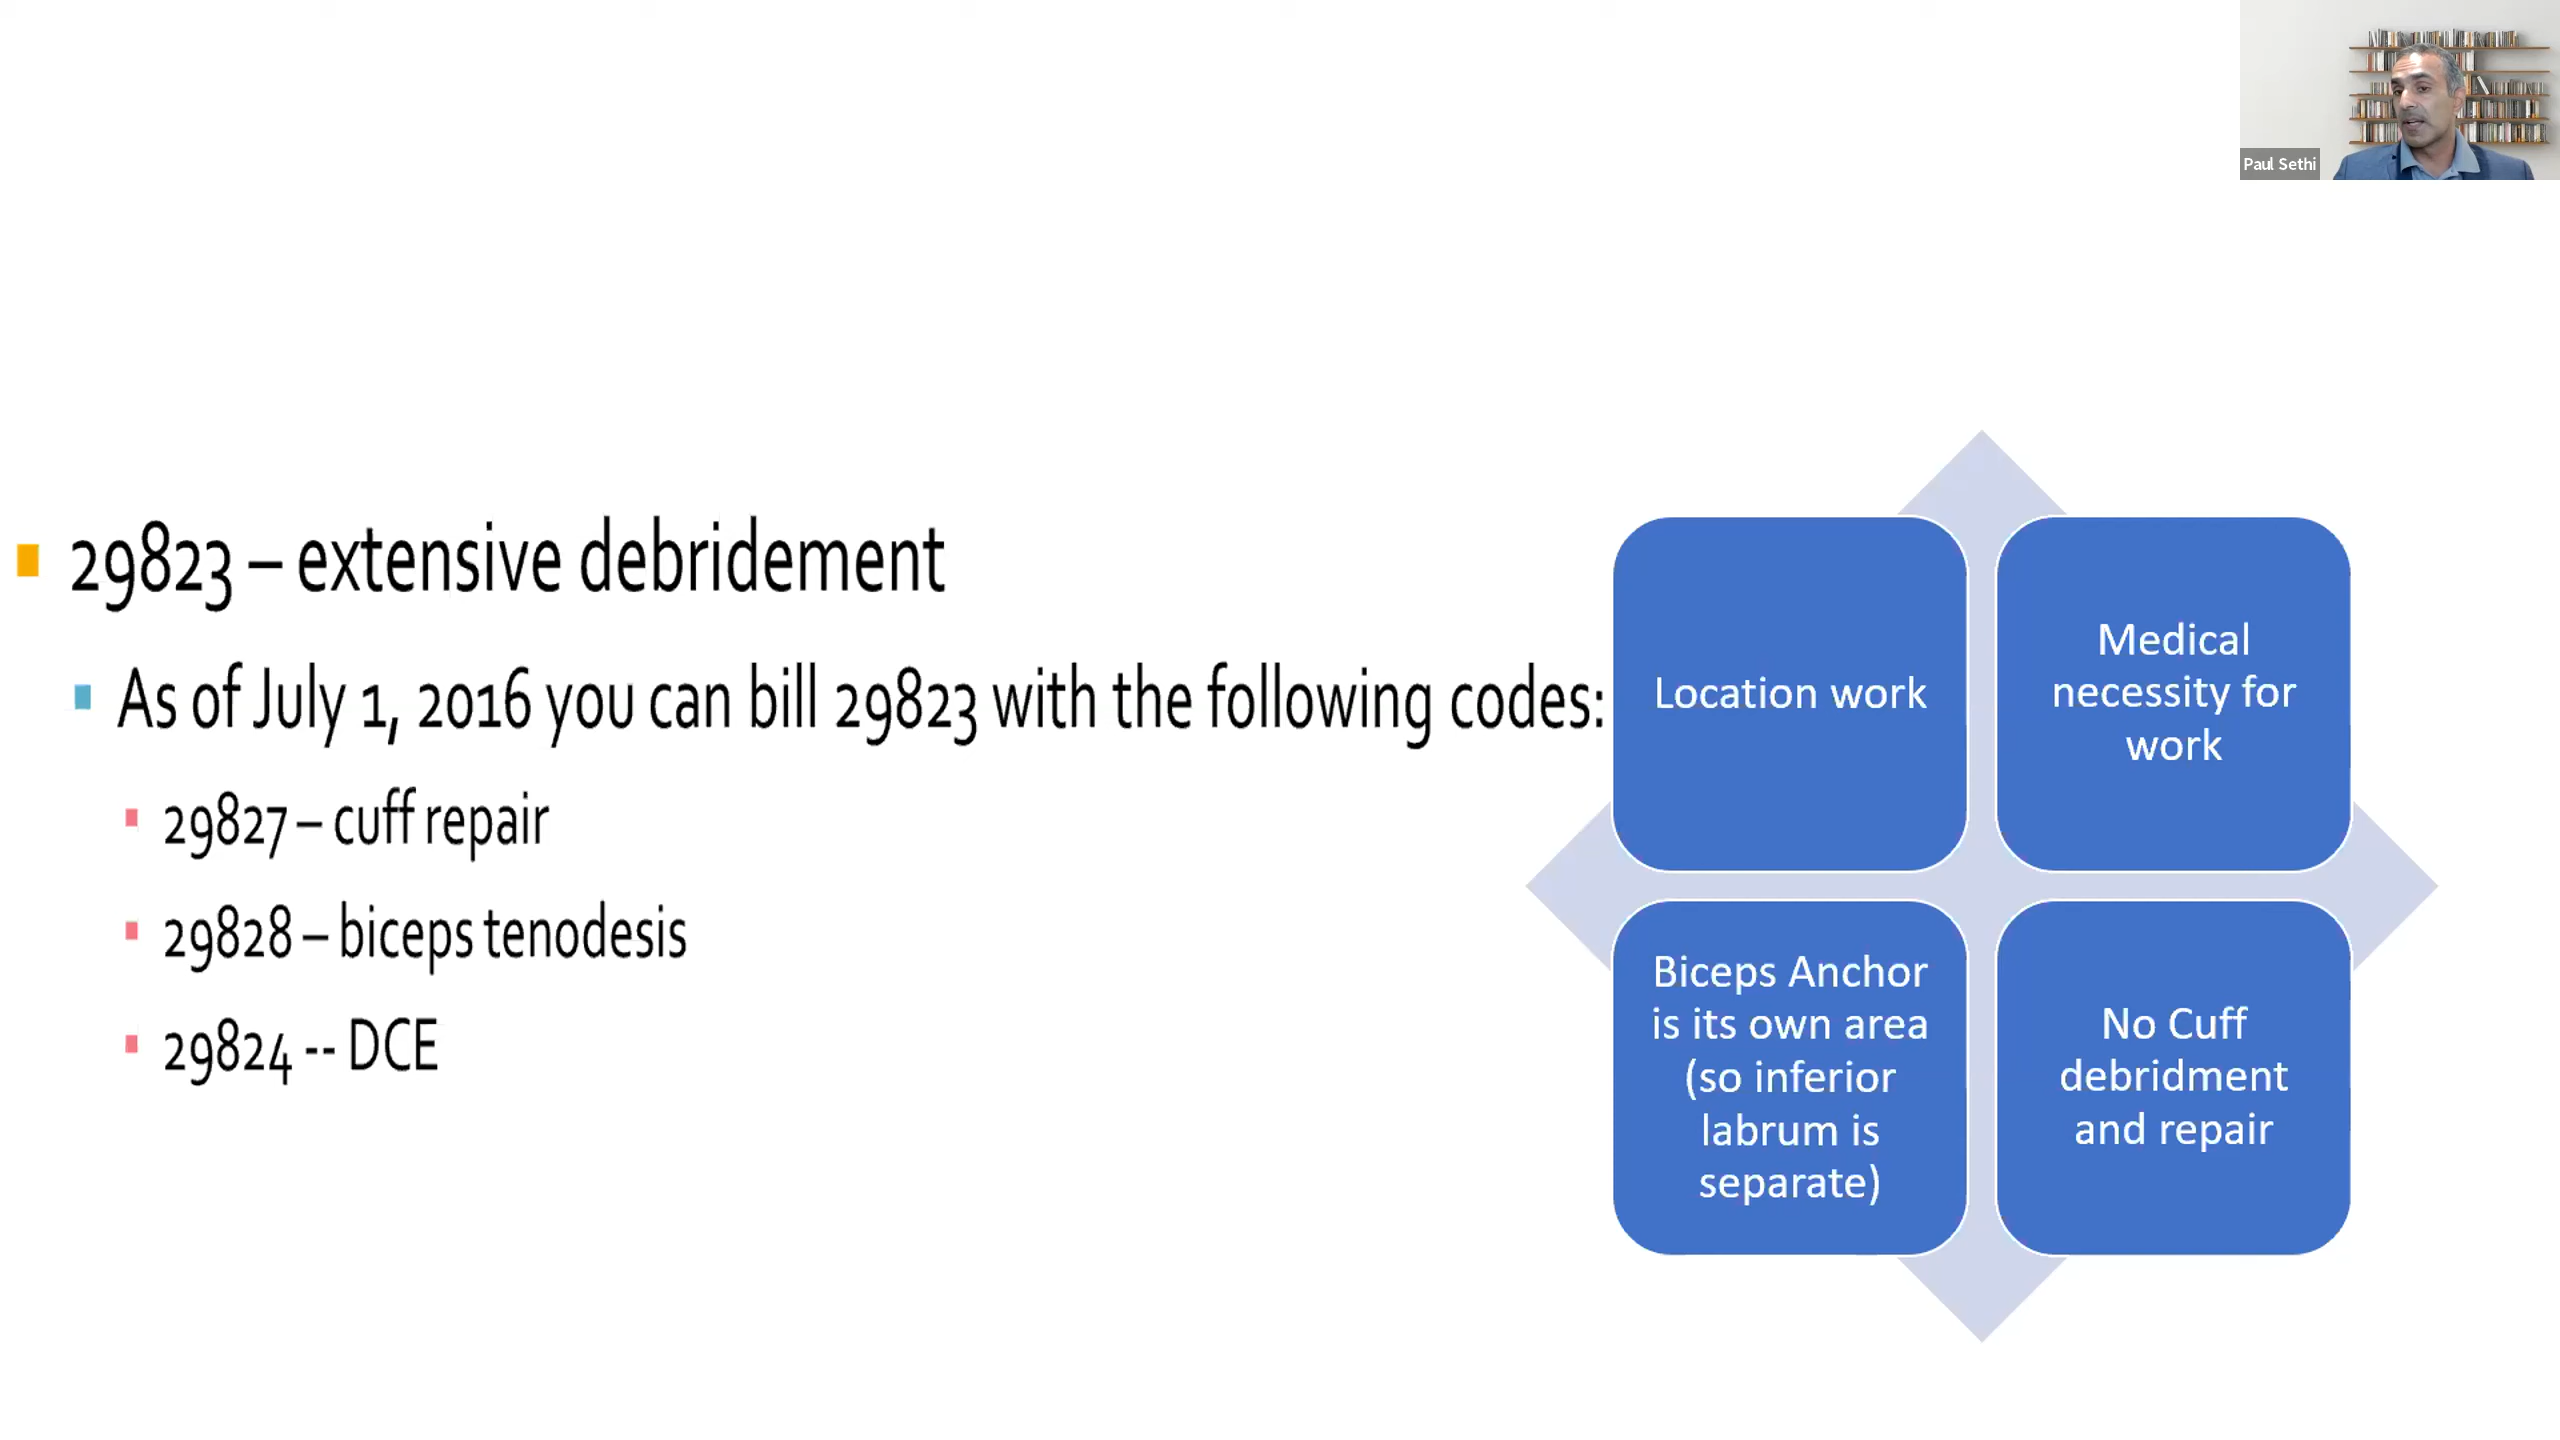 Paul Sethi
29823 – extensive debridement
As of July 1, 2016 you can bill 29823 with the following codes:
29827 – cuff repair
29828 – biceps tenodesis
29824 -- DCE
Location work
Medical
necessity for
work
Biceps Anchor
is its own area
(so inferior
labrum is
separate)
No Cuff
debridment
and repair